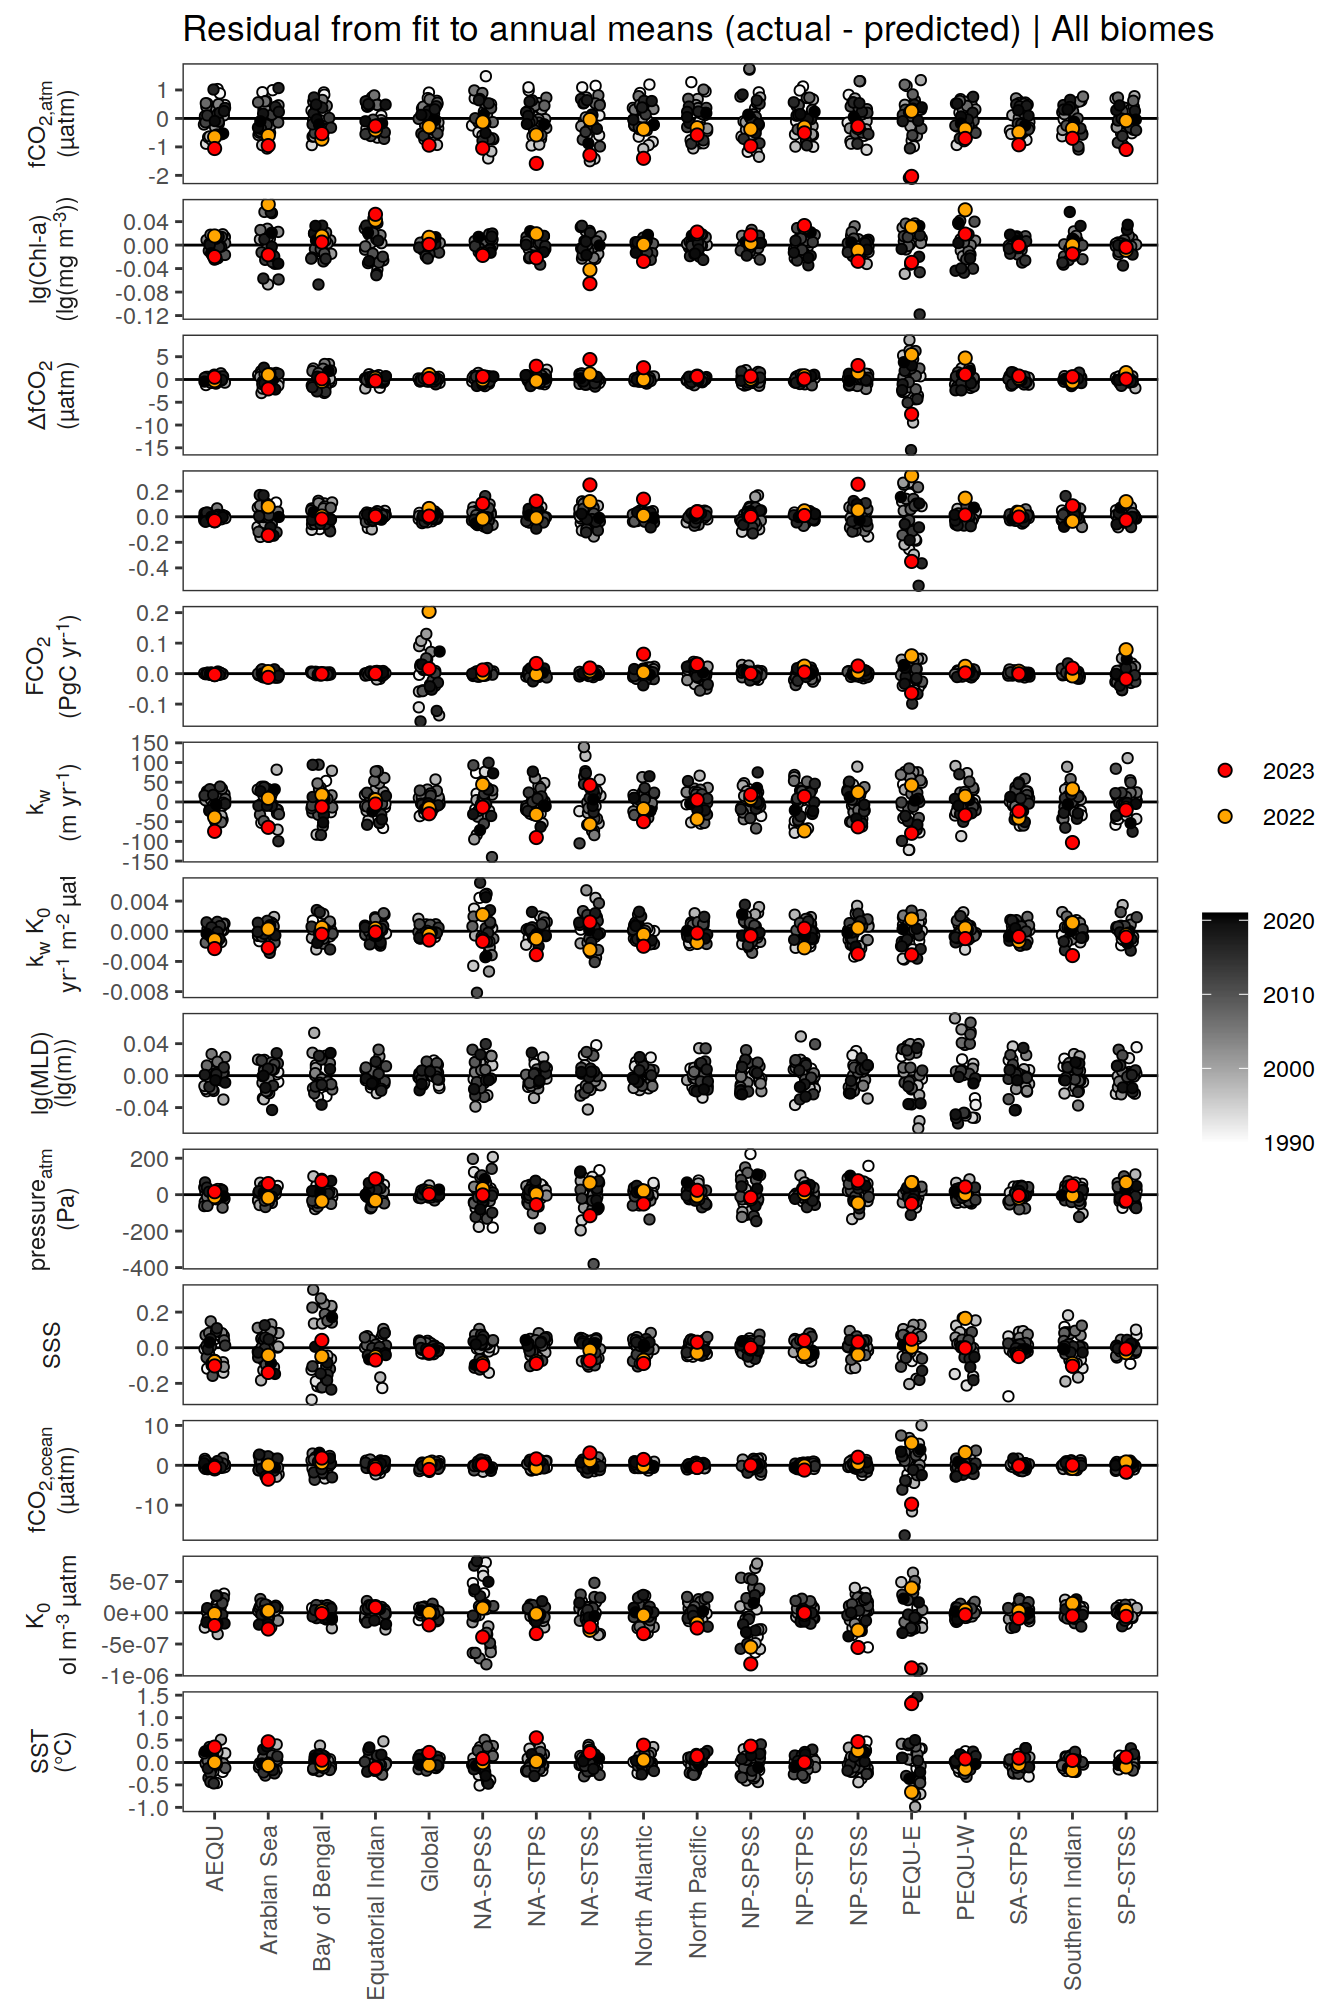 Residual from fit to annual means (actual - predicted) | All biomes
fCO2,atm
(µatm)
1
0
-1
-2
lg(Chl-a)
(lg(mg m-3))
0.04
0.00
-0.04
-0.08
-0.12
ΔfCO2
(µatm)
5
0
-5
-10
-15
0.2
0.0
-0.2
-0.4
FCO2
(PgC yr-1)
0.2
0.1
0.0
-0.1
kw
(m yr-1)
150
100
50
0
-50
-100
-150
kw K0
yr-1 m-2 µat
0.004
0.000
-0.004
-0.008
lg(MLD)
(lg(m))
0.04
0.00
-0.04
pressureatm
(Pa)
200
0
-200
-400
SSS
0.2
0.0
-0.2
fCO2,ocean
(µatm)
10
0
-10
K0
ol m-3 µatm
5e-07
0e+00
-5e-07
-1e-06
SST
(°C)
1.5
1.0
0.5
0.0
-0.5
-1.0
AEQU
Arabian Sea
Bay of Bengal
Equatorial Indian
Global
NA-SPSS
NA-STPS
NA-STSS
North Atlantic
North Pacific
NP-SPSS
NP-STPS
NP-STSS
PEQU-E
PEQU-W
SA-STPS
Southern Indian
SP-STSS
2023
2022
2020
2010
2000
1990